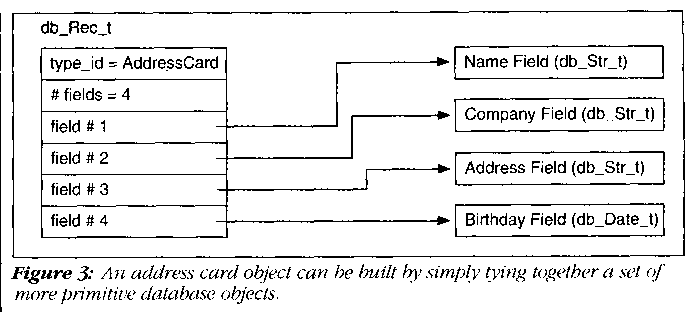 db_Rec_t
type_id = AddressCard
# fields = 4
field # 1
field # 2
field # 3
field # 4
Name Field (db_Str_t)
Company Field (db_Str_t)
Address Field (db_Str_t)
Birthday Field (db_Date_t)
Figure 3: An address card object can be built by simply tying together a set of
more primitive database objects.